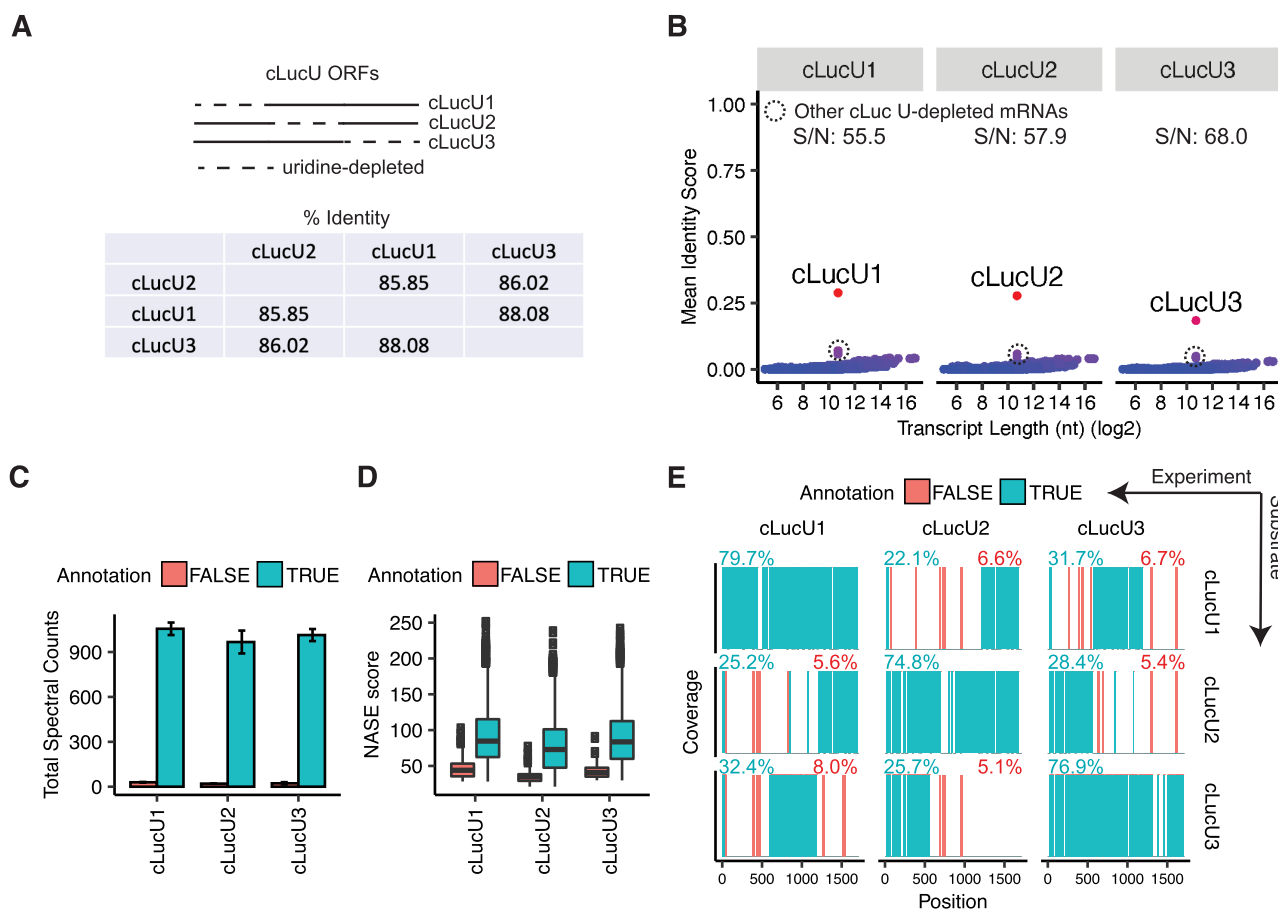 A
cLucU ORFs
cLucU1
cLucU2
cLucU3
uridine-depleted
% Identity
cLucU2 cLucU1 cLucU3
cLucU2 85.85 86.02
cLucU1 85.85 88.08
cLucU3 86.02 88.08
B
cLucU1 cLucU2 cLucU3
Other cLuc U-depleted mRNAs
S/N: 55.5 S/N: 57.9 S/N: 68.0
cLucU1 cLucU2 cLucU3
Mean Identity Score
1.00
0.75
0.50
0.25
0.00
6 8 10 12 14 16 6 8 10 12 14 16 6 8 10 12 14 16
Transcript Length (nt) (log2)
C
Annotation FALSE TRUE
Total Spectral Counts
900
600
300
0
cLucU1 cLucU2 cLucU3
D
Annotation FALSE TRUE
NASE score
250
200
150
100
50
cLucU1 cLucU2 cLucU3
E
Annotation FALSE TRUE
Experiment
Substrate
cLucU1 cLucU2 cLucU3
79.7% 22.1% 6.6% 31.7% 6.7%
cLucU1
25.2% 5.6% 74.8% 28.4% 5.4%
cLucU2
32.4% 8.0% 25.7% 5.1% 76.9%
cLucU3
Coverage
0 500 1000 1500 0 500 1000 1500 0 500 1000 1500
Position